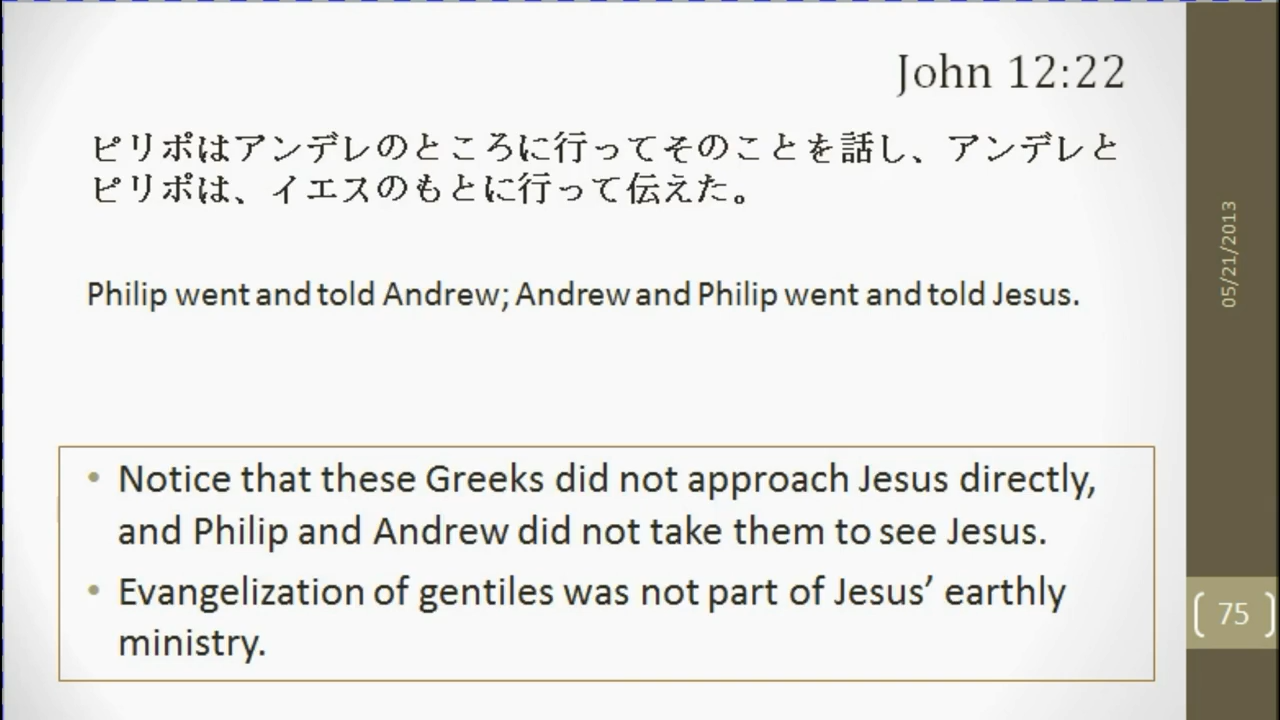 John 12:22
ピリポはアンデレのところに行ってそのことを話し、アンデレと
ピリポは、イエスのもとに行って伝えた。
Philip went and told Andrew; Andrew and Philip went and told Jesus.
• Notice that these Greeks did not approach Jesus directly,
and Philip and Andrew did not take them to see Jesus.
• Evangelization of gentiles was not part of Jesus’ earthly
ministry.
05/21/2013
75